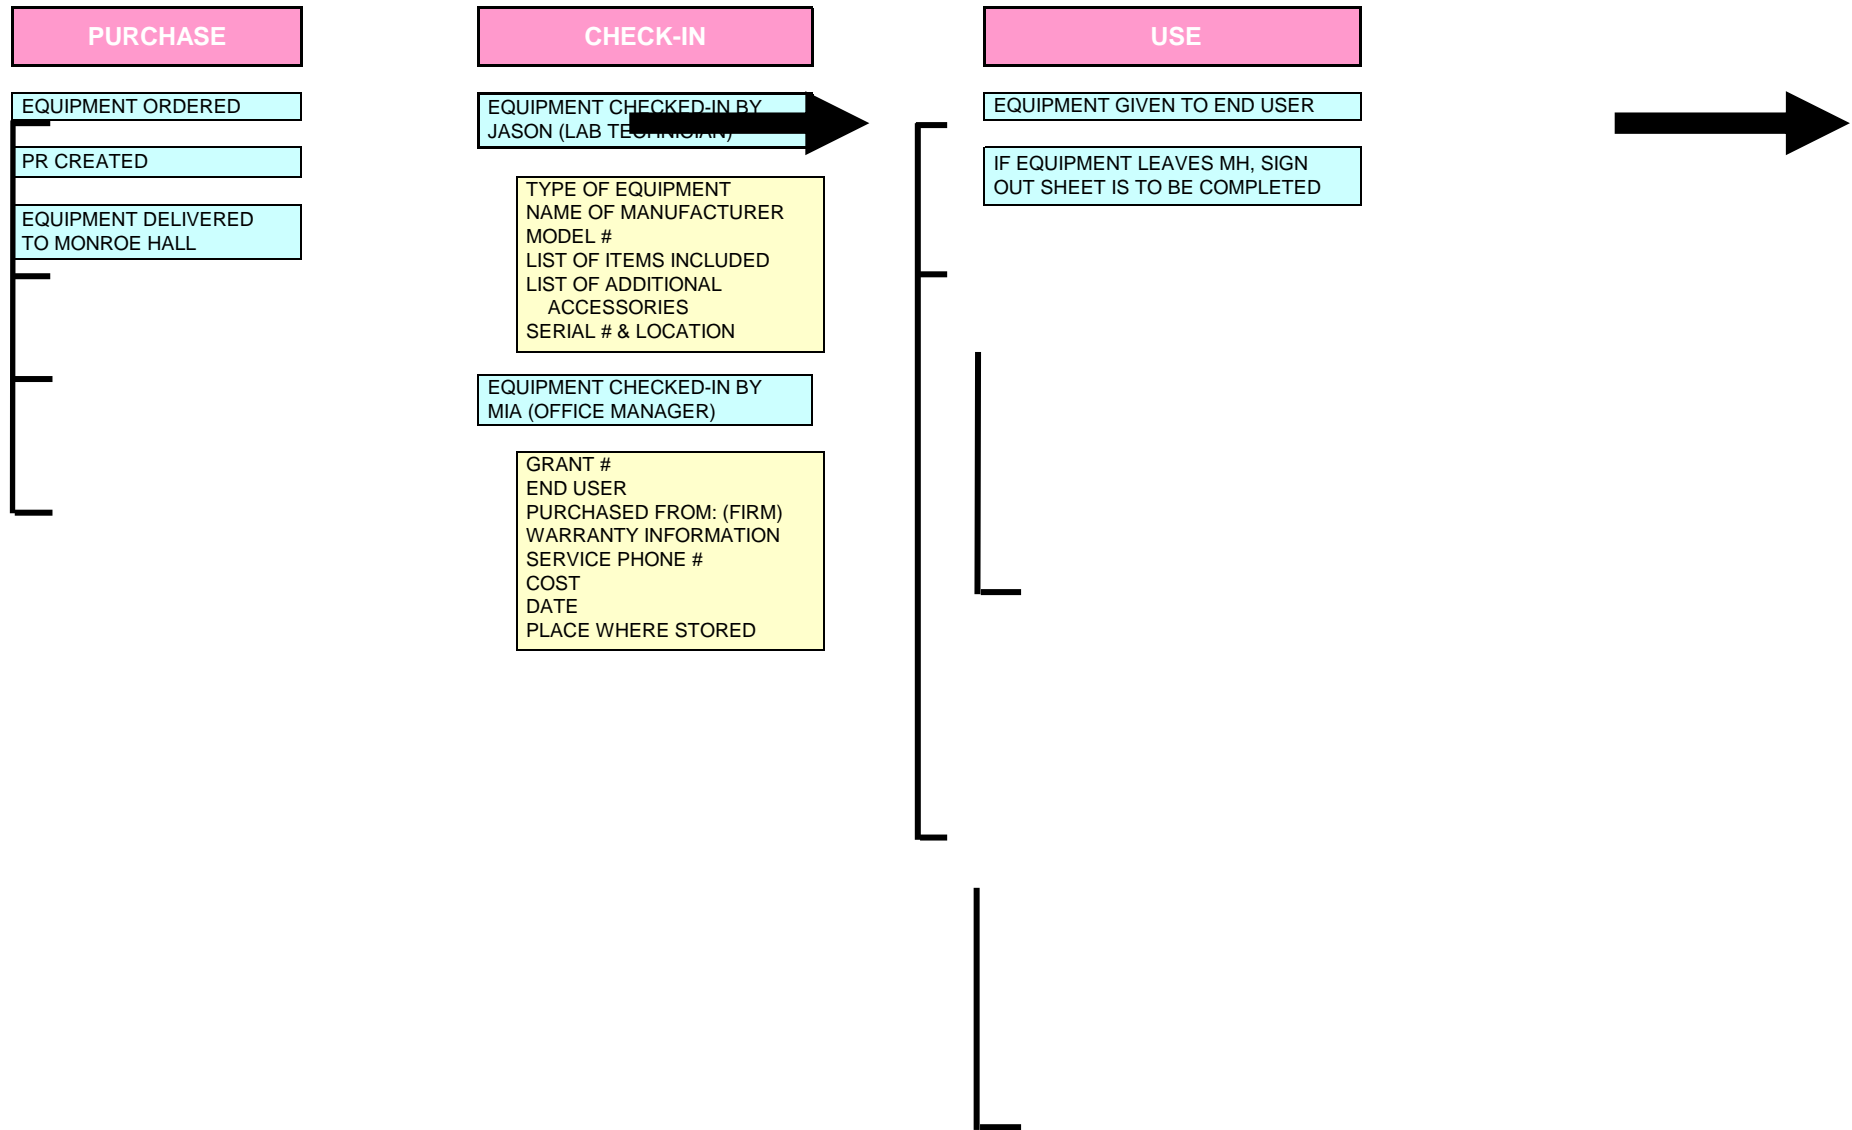 PURCHASE
EQUIPMENT ORDERED
PR CREATED
EQUIPMENT DELIVERED
TO MONROE HALL
CHECK-IN
EQUIPMENT CHECKED-IN BY
JASON (LAB TECHNICIAN)
TYPE OF EQUIPMENT
NAME OF MANUFACTURER
MODEL #
LIST OF ITEMS INCLUDED
LIST OF ADDITIONAL
ACCESSORIES
SERIAL # & LOCATION
EQUIPMENT CHECKED-IN BY
MIA (OFFICE MANAGER)
GRANT #
END USER
PURCHASED FROM: (FIRM)
WARRANTY INFORMATION
SERVICE PHONE #
COST
DATE
PLACE WHERE STORED
USE
EQUIPMENT GIVEN TO END USER
IF EQUIPMENT LEAVES MH, SIGN
OUT SHEET IS TO BE COMPLETED